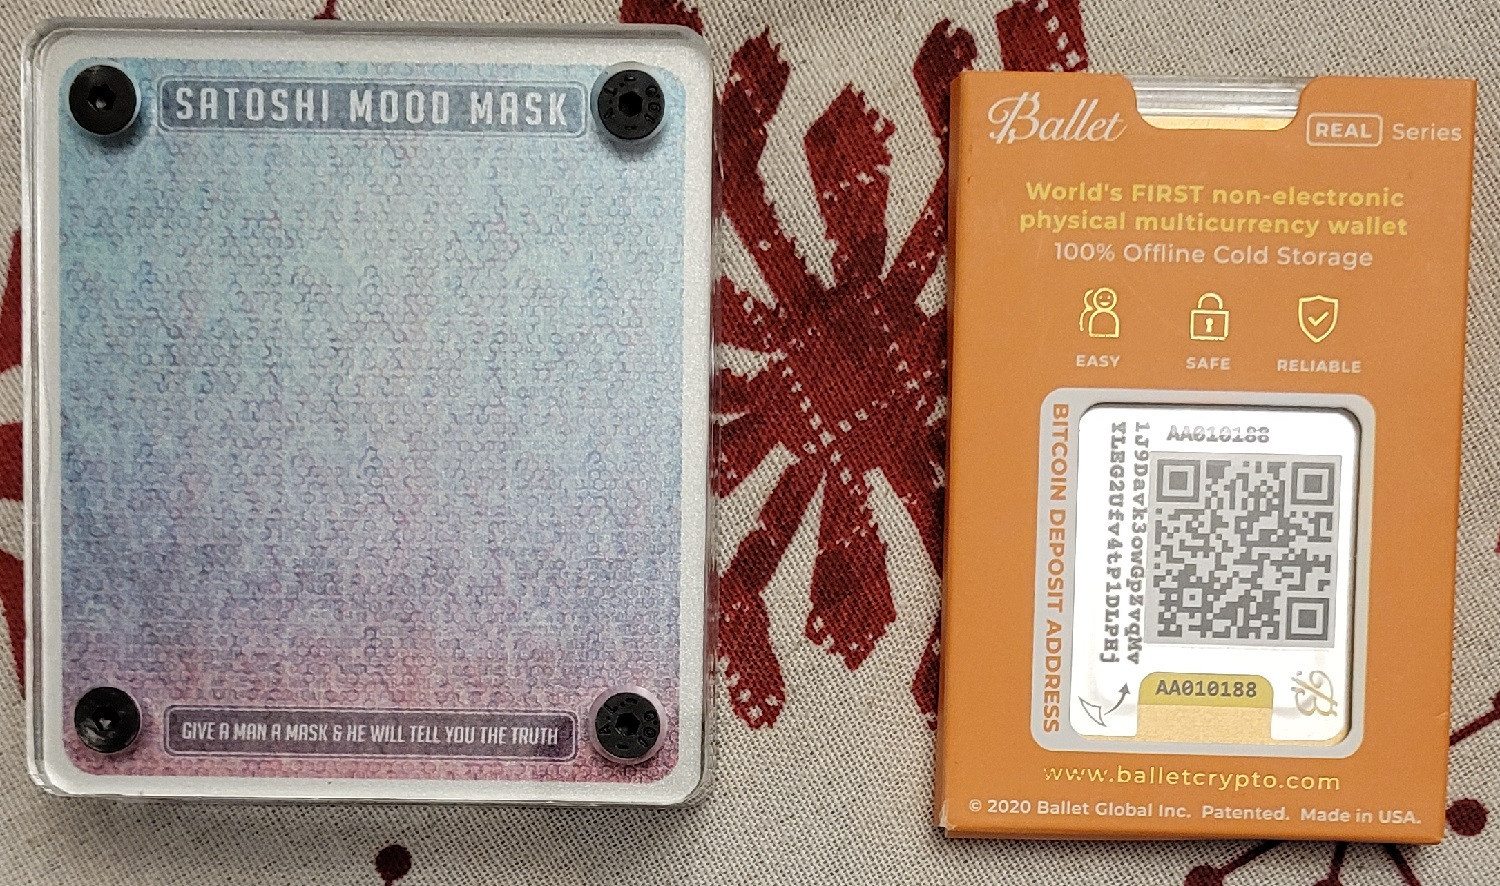 SATOSHI MOOD MASK
GIVE A MAN A MASK & HE WILL TELL YOU THE TRUTH
Ballet
REAL Series
World's FIRST non-electronic
physical multicurrency wallet
100% Offline Cold Storage
EASY
SAFE
RELIABLE
BITCOIN DEPOSIT ADDRESS
AA010188
1J9Davk3owGpZvqMv
YLEG2Ufv4tP1DLPHj
AA010188
B
www.balletcrypto.com
© 2020 Ballet Global Inc. Patented. Made in USA.